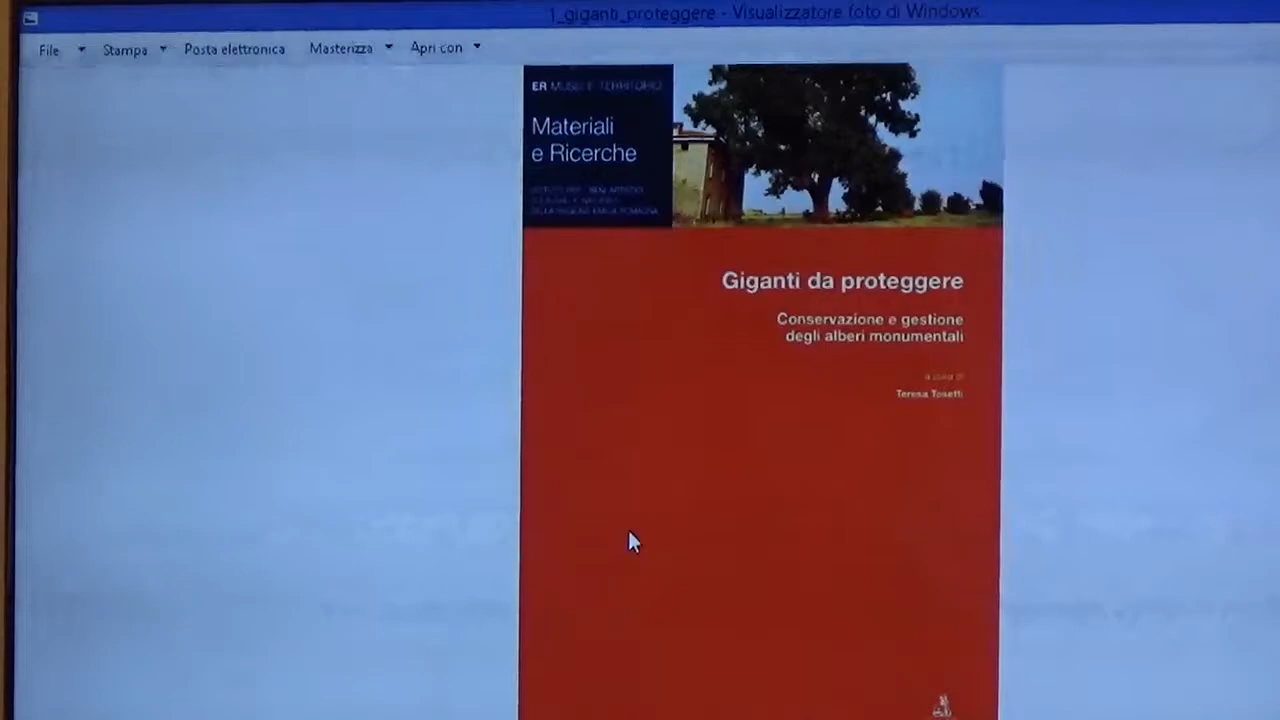 1_giganti_proteggere - Visualizzatore foto di Windows
File Stampa Posta elettronica Masterizza Apri con
ER MUSEI E TERRITORIO
Materiali
e Ricerche
Giganti da proteggere
Conservazione e gestione
degli alberi monumentali
a cura di
Teresa Tosetti